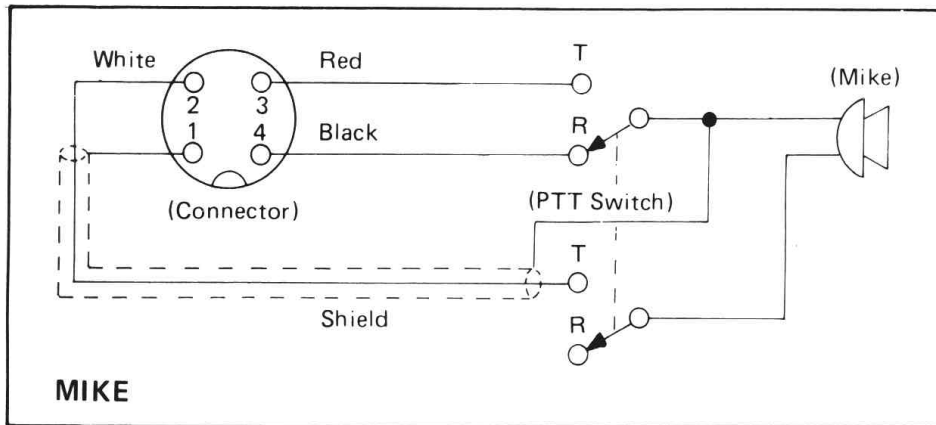 White
Red
T
(Mike)
2
3
1
4
R
Black
(Connector)
(PTT Switch)
T
Shield
R
MIKE